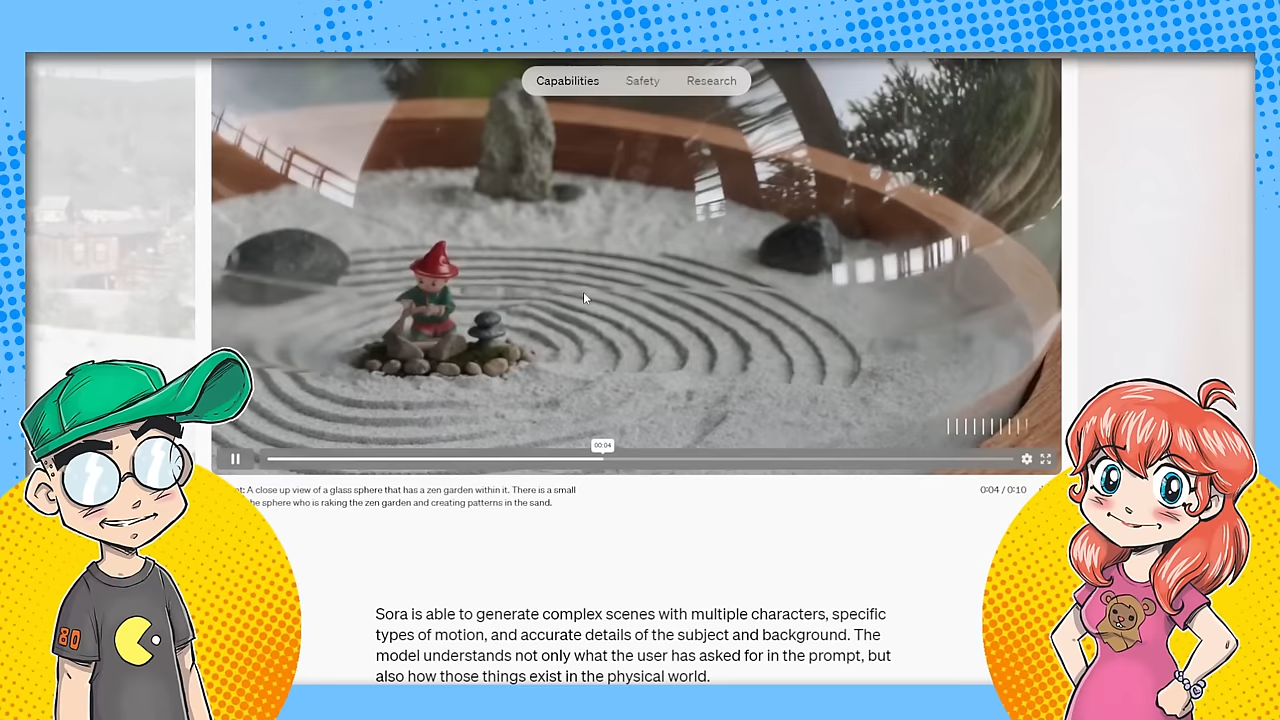 Capabilities Safety Research
00:04
A close up view of a glass sphere that has a zen garden within it. There is a small
sphere who is raking the zen garden and creating patterns in the sand.
0:04 / 0:10
Sora is able to generate complex scenes with multiple characters, specific
types of motion, and accurate details of the subject and background. The
model understands not only what the user has asked for in the prompt, but
also how those things exist in the physical world.
80